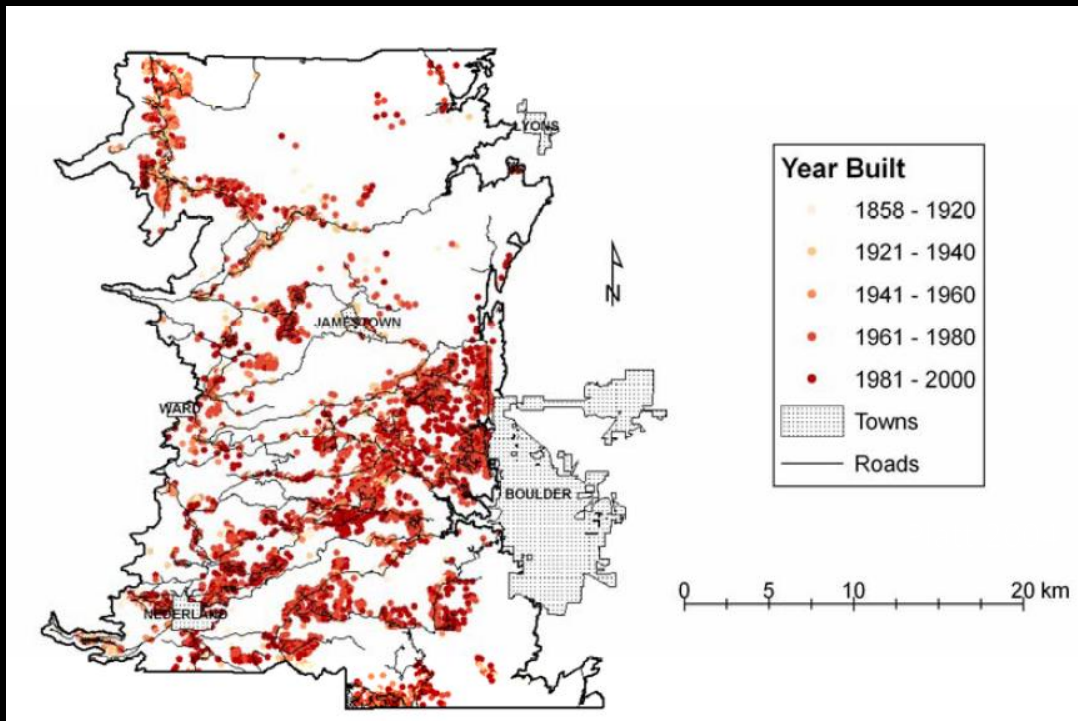 LYONS
JAMESTOWN
WARD
BOULDER
NEDERLAND
N
Year Built
1858 - 1920
1921 - 1940
1941 - 1960
1961 - 1980
1981 - 2000
Towns
Roads
0 5 10 20 km